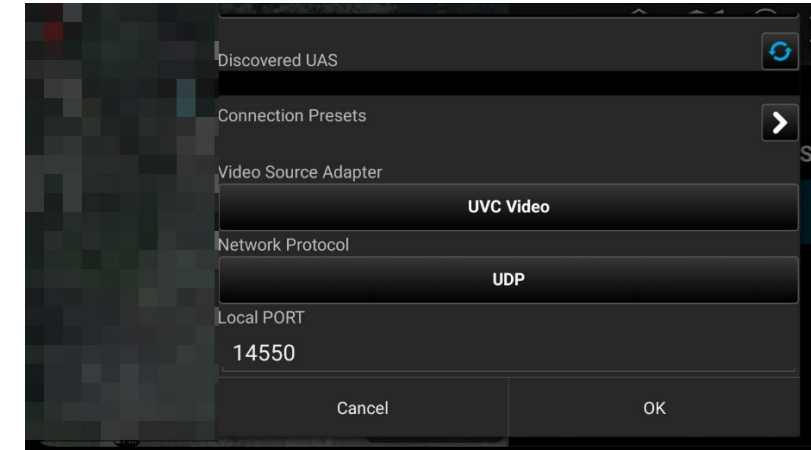 Discovered UAS
Connection Presets
Video Source Adapter
UVC Video
Network Protocol
UDP
Local PORT
14550
Cancel
OK